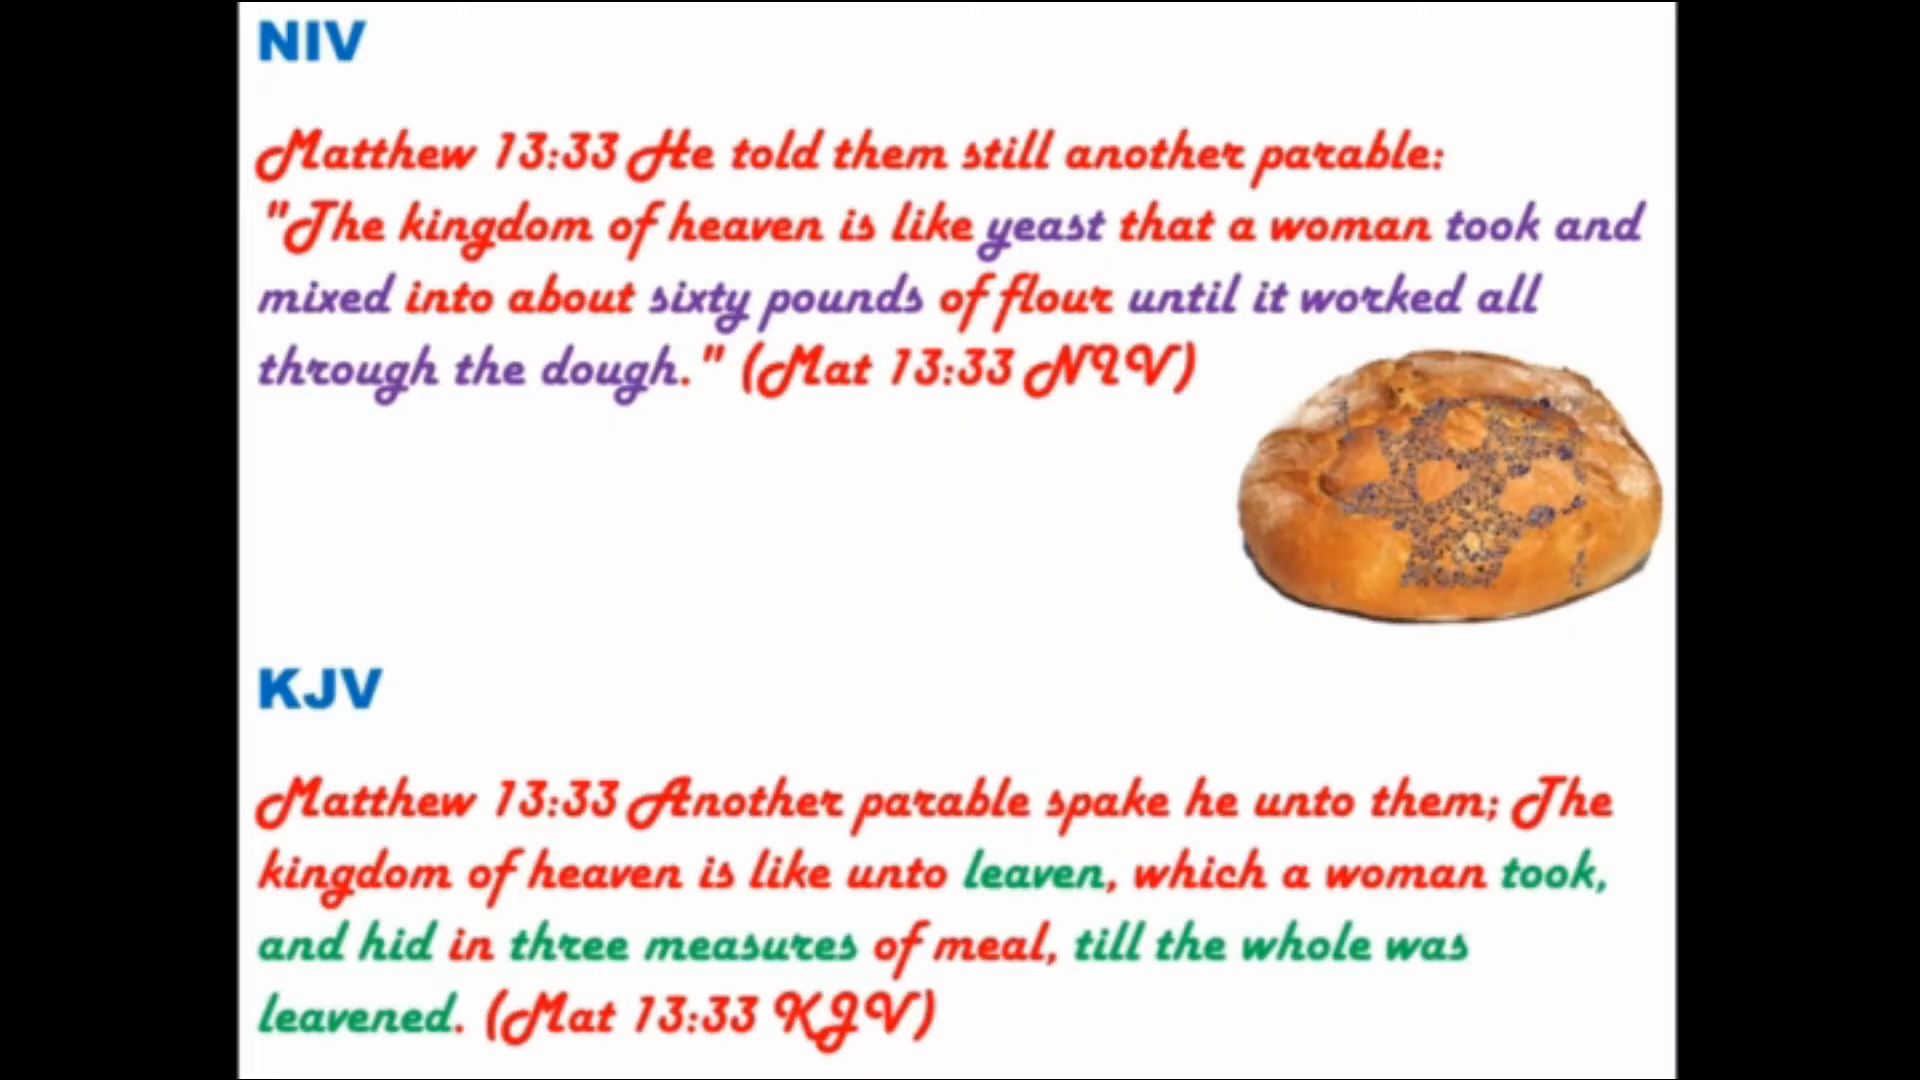 NIV
Matthew 13:33 He told them still another parable:
"The kingdom of heaven is like yeast that a woman took and
mixed into about sixty pounds of flour until it worked all
through the dough." (Mat 13:33 NIV)
KJV
Matthew 13:33 Another parable spake he unto them; The
kingdom of heaven is like unto leaven, which a woman took,
and hid in three measures of meal, till the whole was
leavened. (Mat 13:33 KJV)